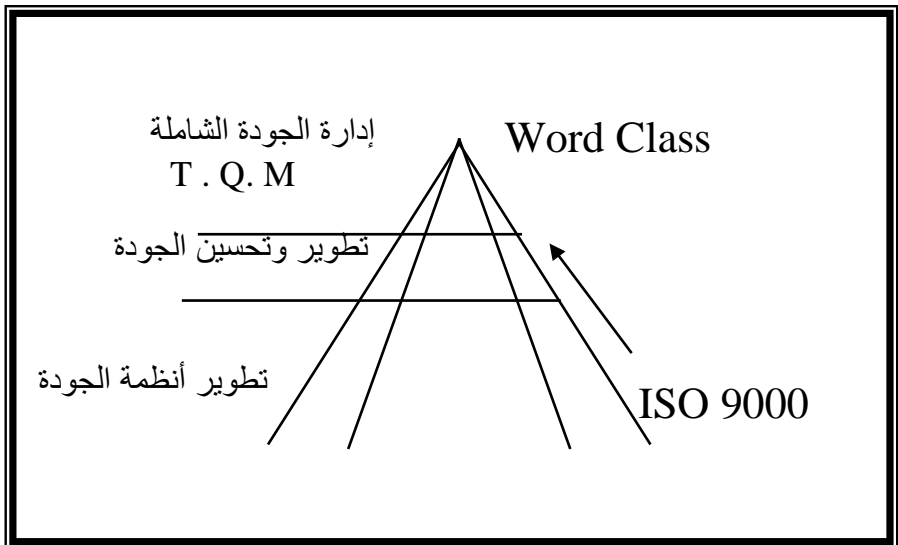 إدارة الجودة الشاملة
T . Q. M
Word Class
تطوير وتحسين الجودة
تطوير أنظمة الجودة
ISO 9000